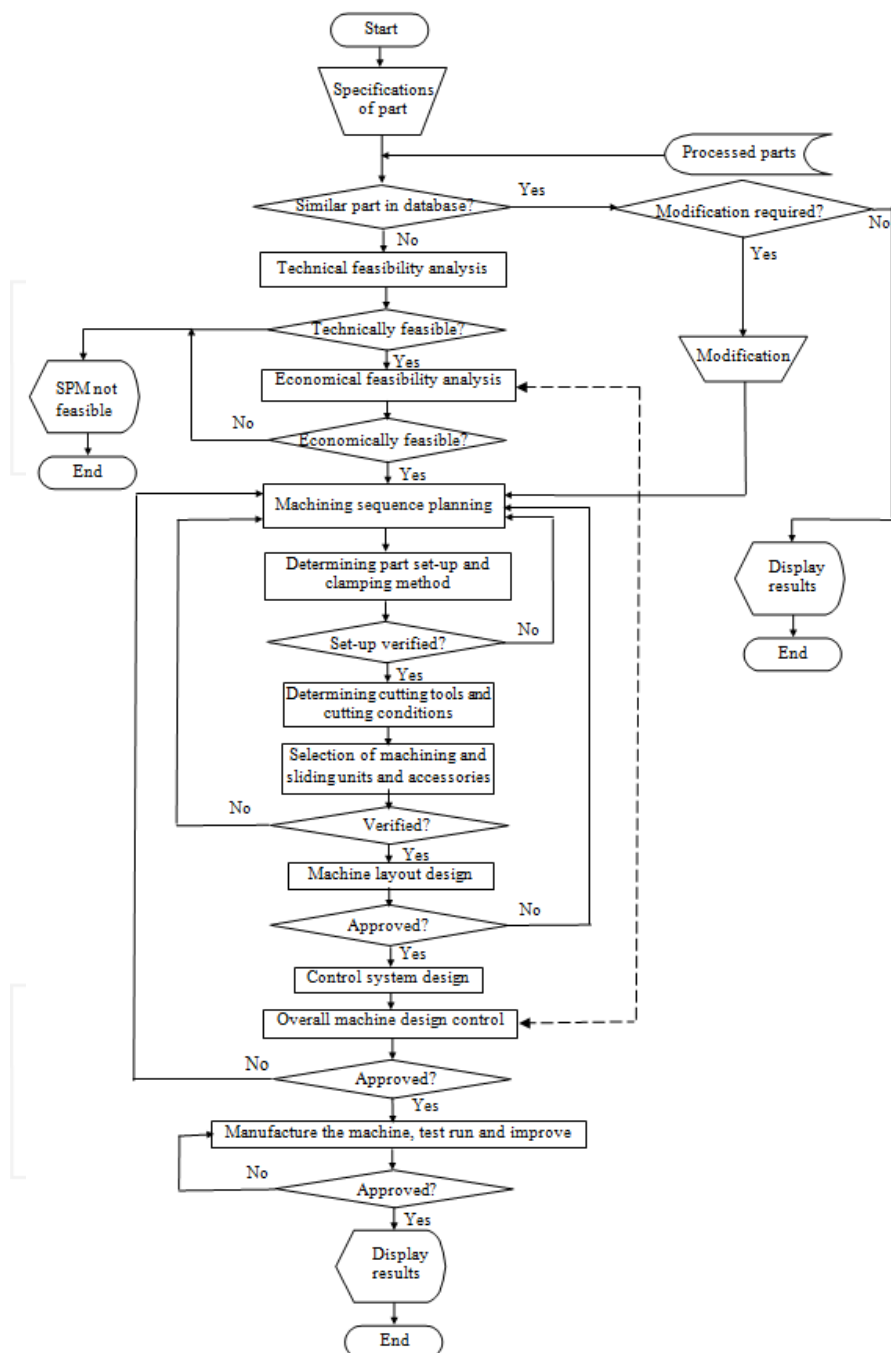 Start
Specifications
of part
Processed parts
Similar part in database?
Yes
Modification required?
No
No
Yes
Technical feasibility analysis
Technically feasible?
Yes
Modification
SPM not
feasible
Economical feasibility analysis
No
Economically feasible?
End
Yes
Machining sequence planning
Determining part set-up and
clamping method
Display
results
No
Set-up verified?
End
Yes
Determining cutting tools and
cutting conditions
Selection of machining and
sliding units and accessories
No
Verified?
Yes
Machine layout design
No
Approved?
Yes
Control system design
Overall machine design control
No
Approved?
Yes
Manufacture the machine, test run and improve
No
Approved?
Yes
Display
results
End